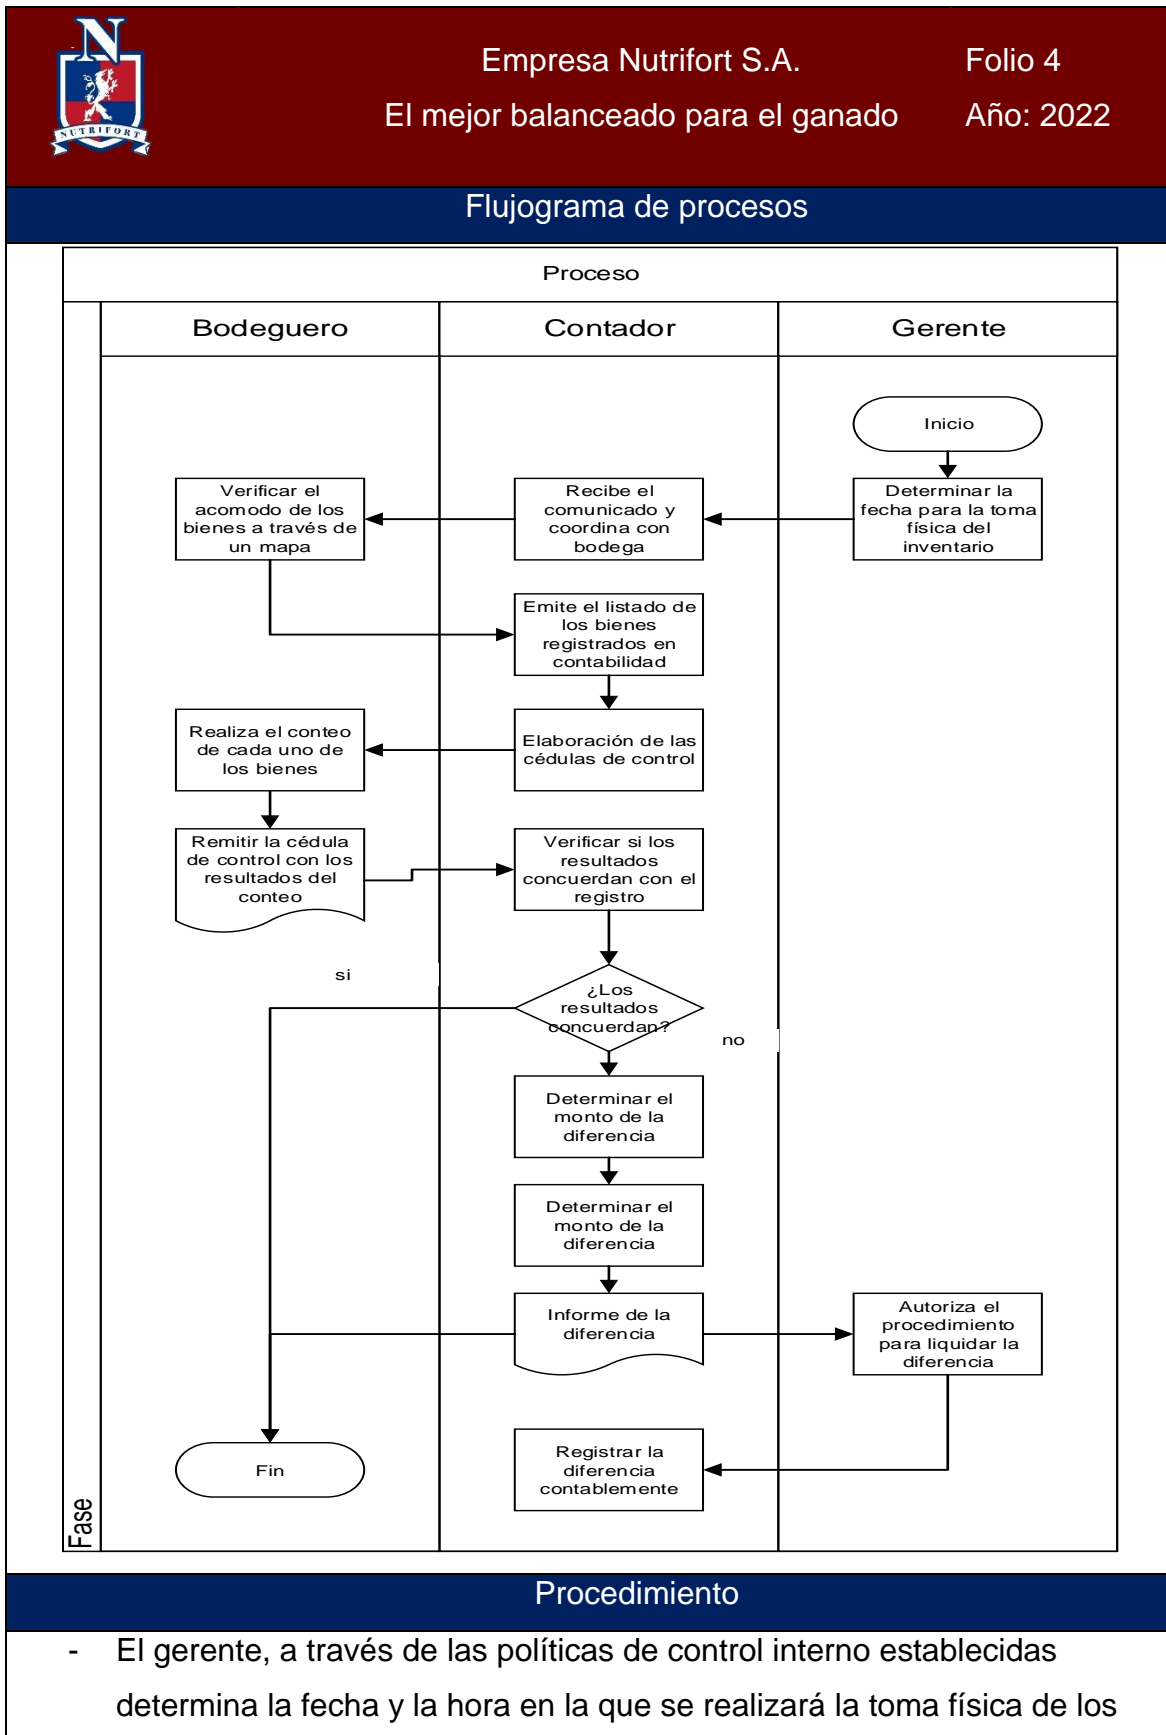 N
NUTRIFORT
Empresa Nutrifort S.A.
Folio 4
El mejor balanceado para el ganado
Año: 2022
Flujograma de procesos
Proceso
Fase
Bodeguero
Contador
Gerente
Inicio
Determinar la
fecha para la toma
física del
inventario
Recibe el
comunicado y
coordina con
bodega
Verificar el
acomodo de los
bienes a través de
un mapa
Emite el listado de
los bienes
registrados en
contabilidad
Elaboración de las
cédulas de control
Realiza el conteo
de cada uno de
los bienes
Remitir la cédula
de control con los
resultados del
conteo
Verificar si los
resultados
concuerdan con el
registro
¿Los
resultados
concuerdan?
si
no
Determinar el
monto de la
diferencia
Determinar el
monto de la
diferencia
Informe de la
diferencia
Autoriza el
procedimiento
para liquidar la
diferencia
Registrar la
diferencia
contablemente
Fin
Procedimiento
- El gerente, a través de las políticas de control interno establecidas
determina la fecha y la hora en la que se realizará la toma física de los